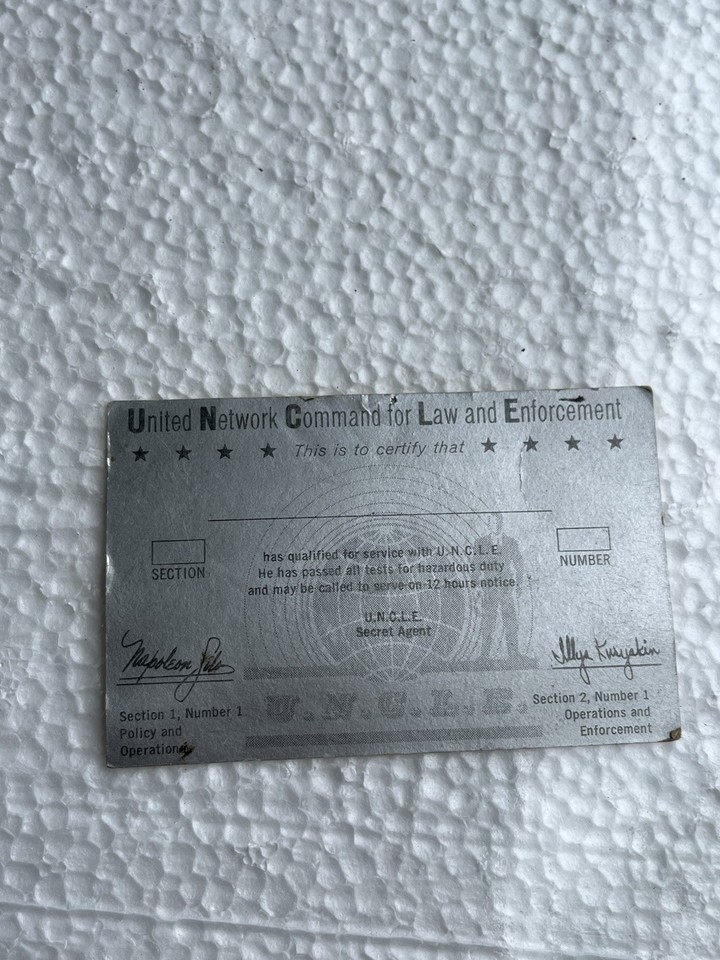 United Network Command for Law and Enforcement
★ ★ ★ ★ This is to certify that ★ ★ ★ ★
SECTION
has qualified for service with U.N.C.L.E.
He has passed all tests for hazardous duty
and may be called to serve on 12 hours notice.
NUMBER
U.N.C.L.E.
Secret Agent
Napoleon Solo
Illya Kuryakin
Section 1, Number 1
Policy and
Operations
Section 2, Number 1
Operations and
Enforcement
U.N.C.L.E.